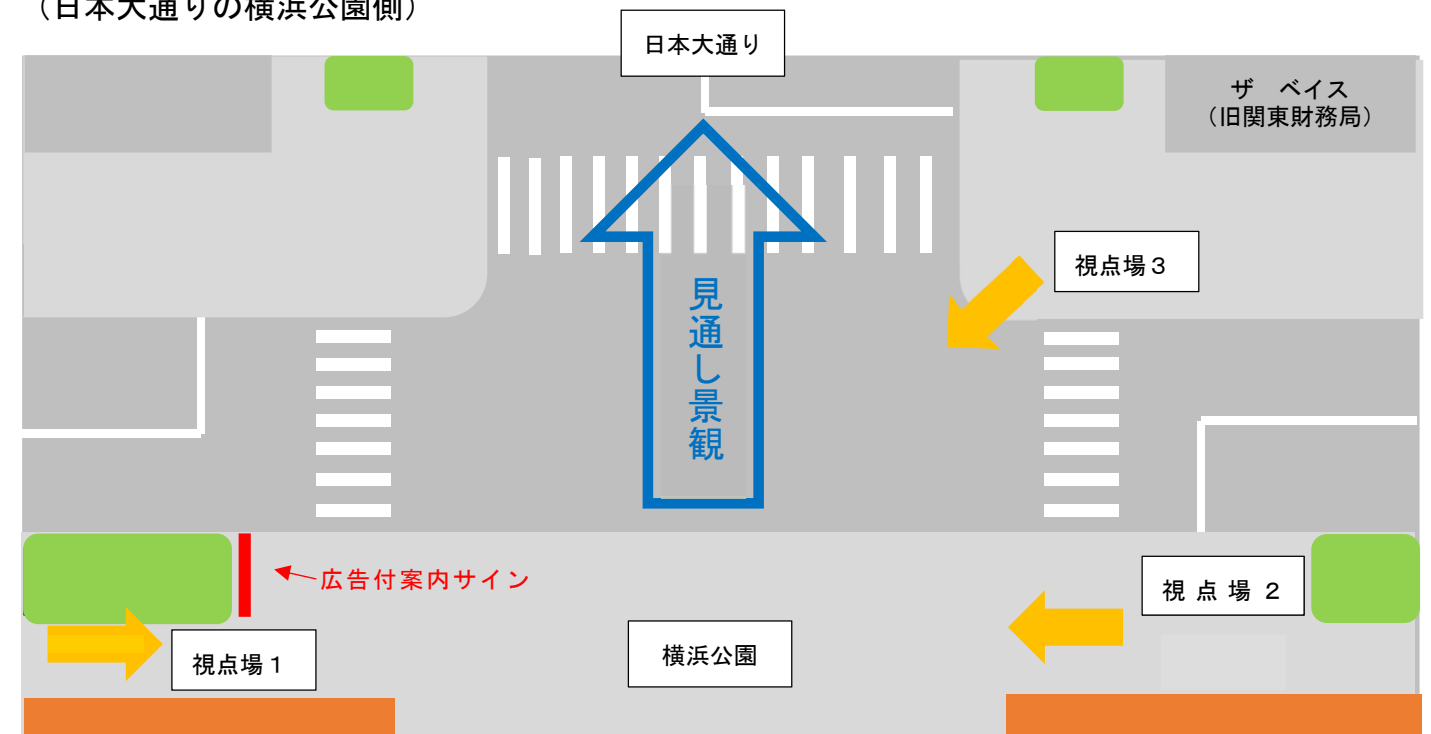 （日本大通りの横浜公園側）
日本大通り
ザ　ベイス
（旧関東財務局）
視点場３
見通し景観
広告付案内サイン
視点場２
視点場１
横浜公園